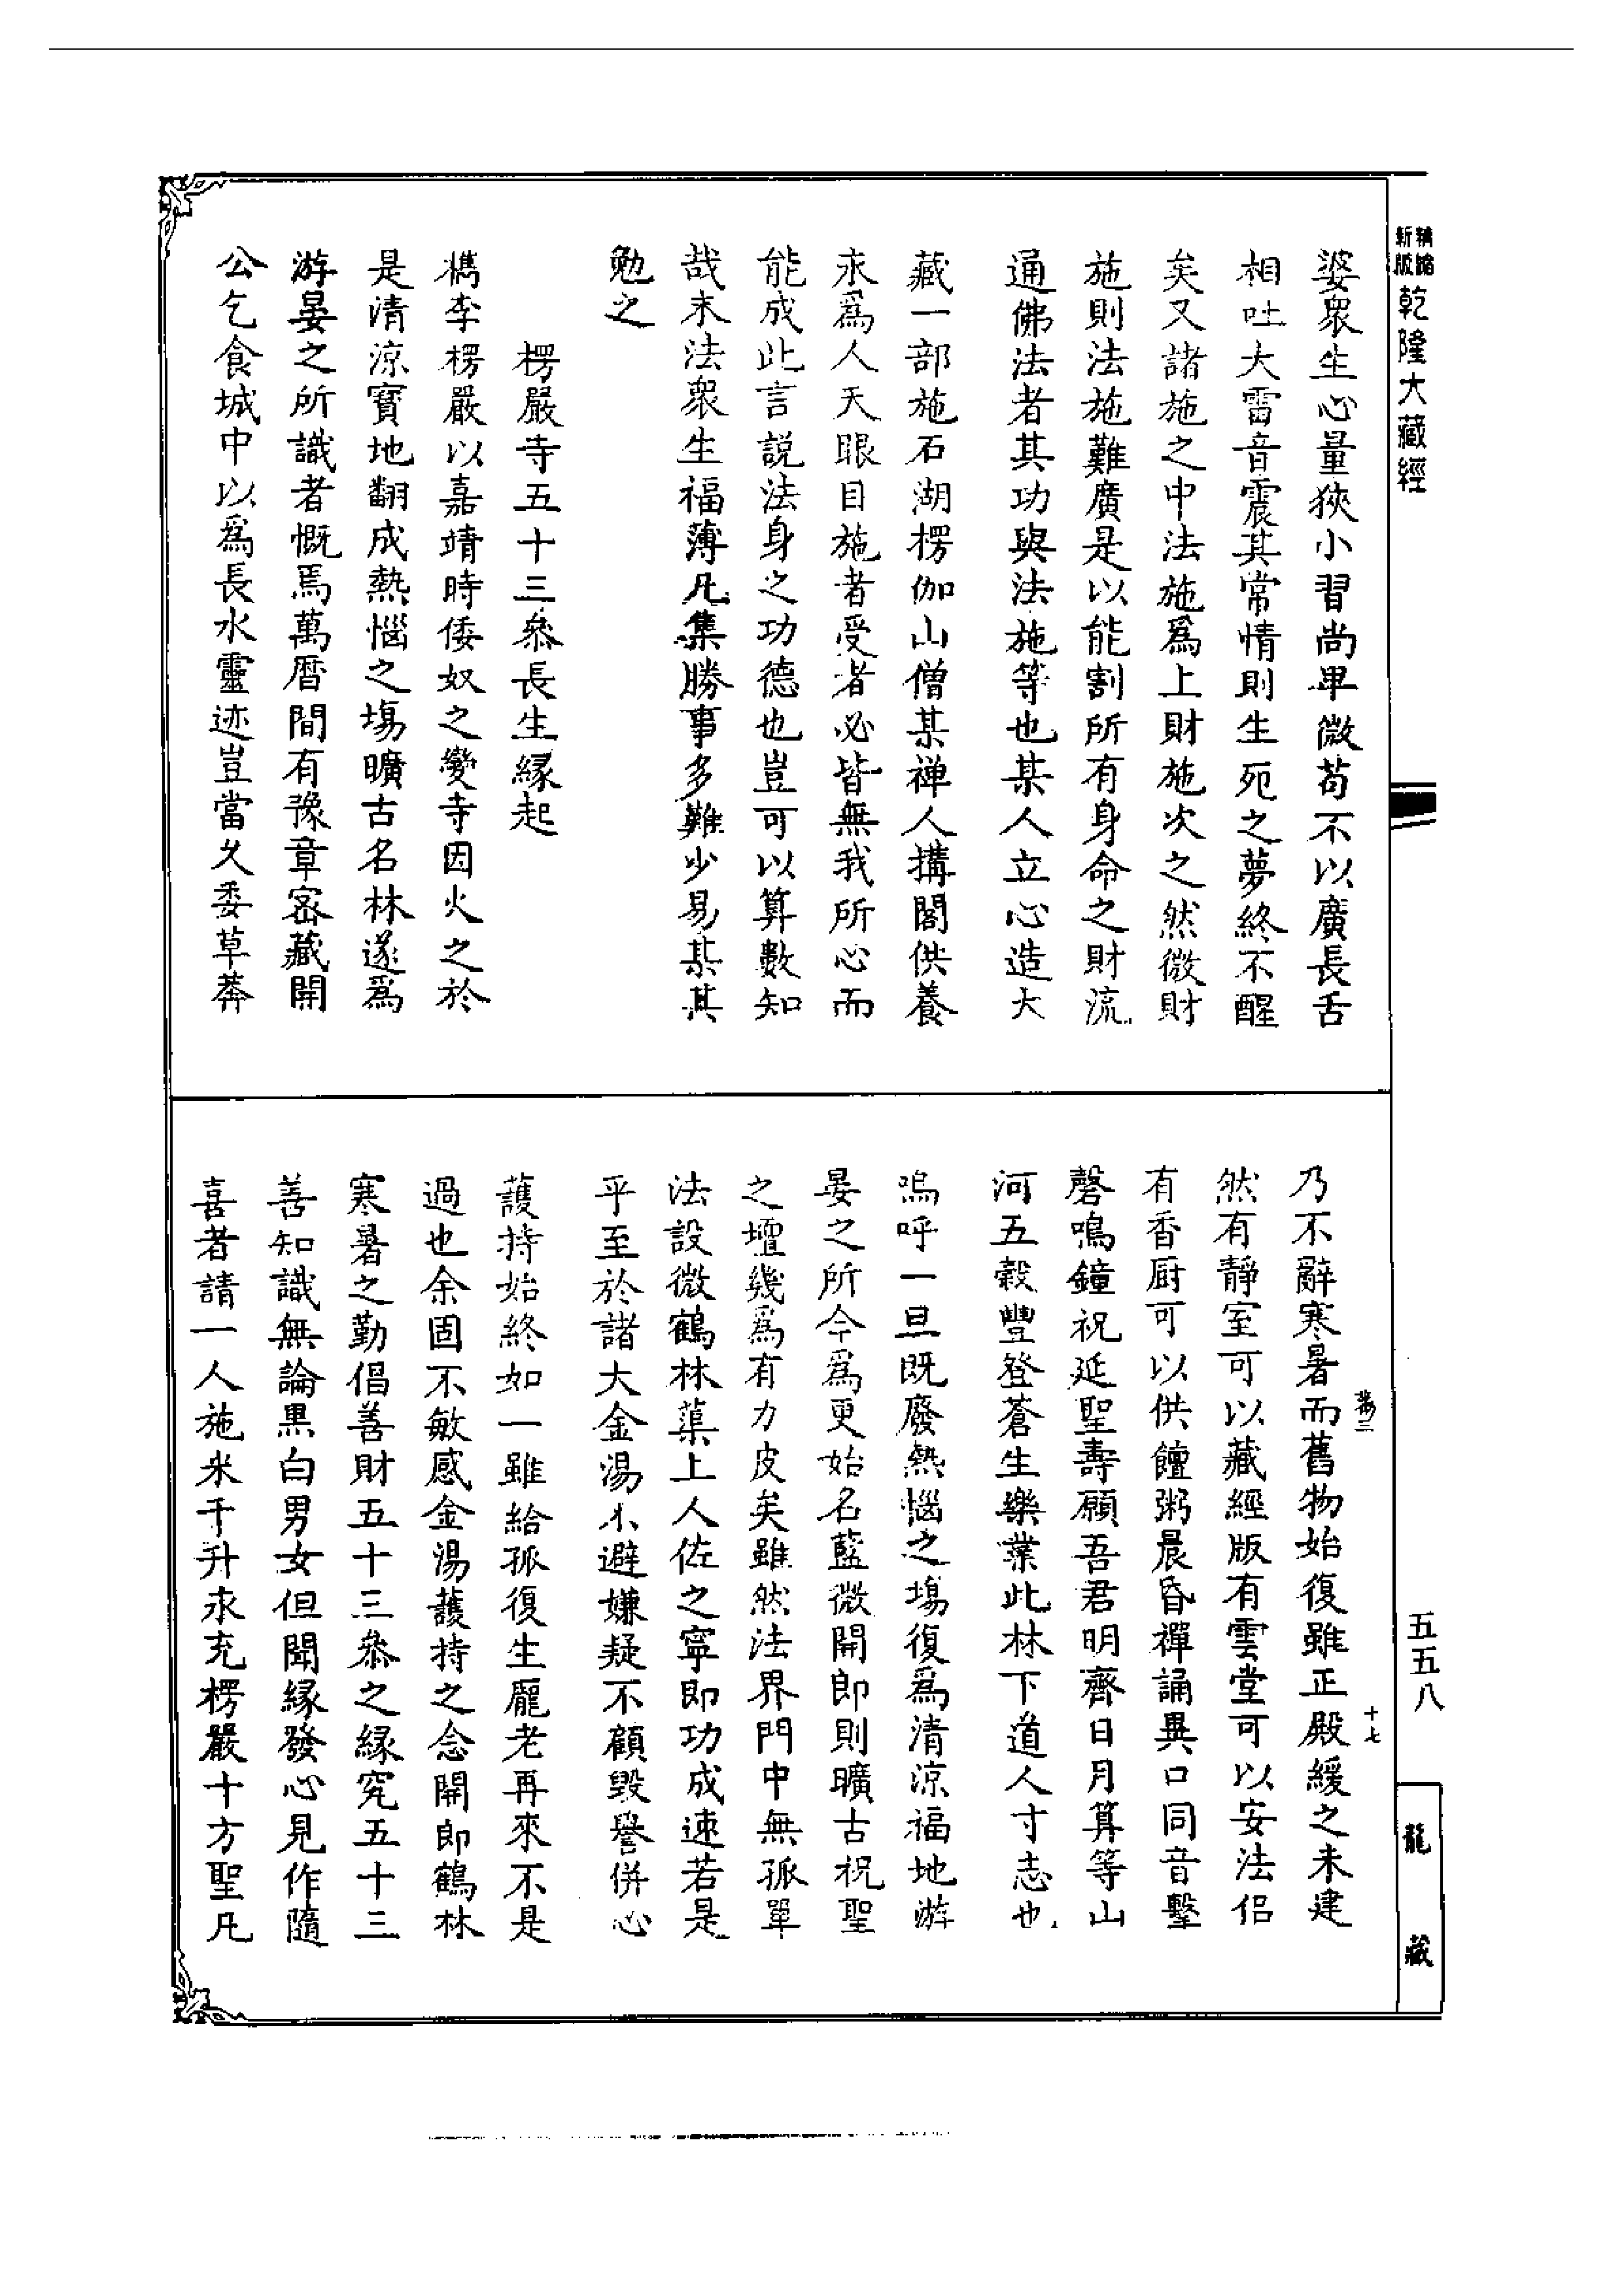 精縮新版
乾隆大藏經
婆衆生心量狹小習尚卑微苟不以廣長舌
相吐大雷音震其常情則生死之夢終不醒
矣又諸施之中法施爲上財施次之然微財
施則法施難廣是以能割所有身命之財流
通佛法者其功與法施等也某人立心造大
藏一部施石湖楞伽山僧某禅人搆閣供養
永爲人天眼目施者受者必皆無我所心而
能成此言説法身之功德也豈可以算數知
哉末法衆生福薄凡集勝事多難少易某其
勉之
楞嚴寺五十三叅長生緣起
檇李楞嚴以嘉靖時倭奴之變寺因火之於
是清涼寶地翻成熱惱之場曠古名林遂爲
游晏之所識者慨焉萬曆間有豫章密藏開
公乞食城中以爲長水靈迹豈當久委草莽
乃不辭寒暑而舊物始復雖正殿緩之未建
然有靜室可以藏經版有雲堂可以安法侣
有香厨可以供饘粥晨昏禪誦異口同音擊
磬鳴鐘祝延聖壽願吾君明齊日月算等山
河五穀豐登蒼生樂業此林下道人寸志也
嗚呼一旦既廢熱惱之場復爲清涼福地游
晏之所今爲更始名藍微開即則曠古祝聖
之壇幾爲有力皮矣雖然法界門中無孤單
法設微鶴林蕖上人佐之寧即功成速若是
乎至於諸大金湯不避嫌疑不顧毀譽併心
護持始終如一雖給孤復生龐老再來不是
過也余固不敏感金湯護持之念開即鶴林
寒暑之勤倡善財五十三叅之緣究五十三
善知識無論黒白男女但聞緣發心見作隨
喜者請一人施米千升永充楞嚴十方聖凡
十七
五五八
龍藏